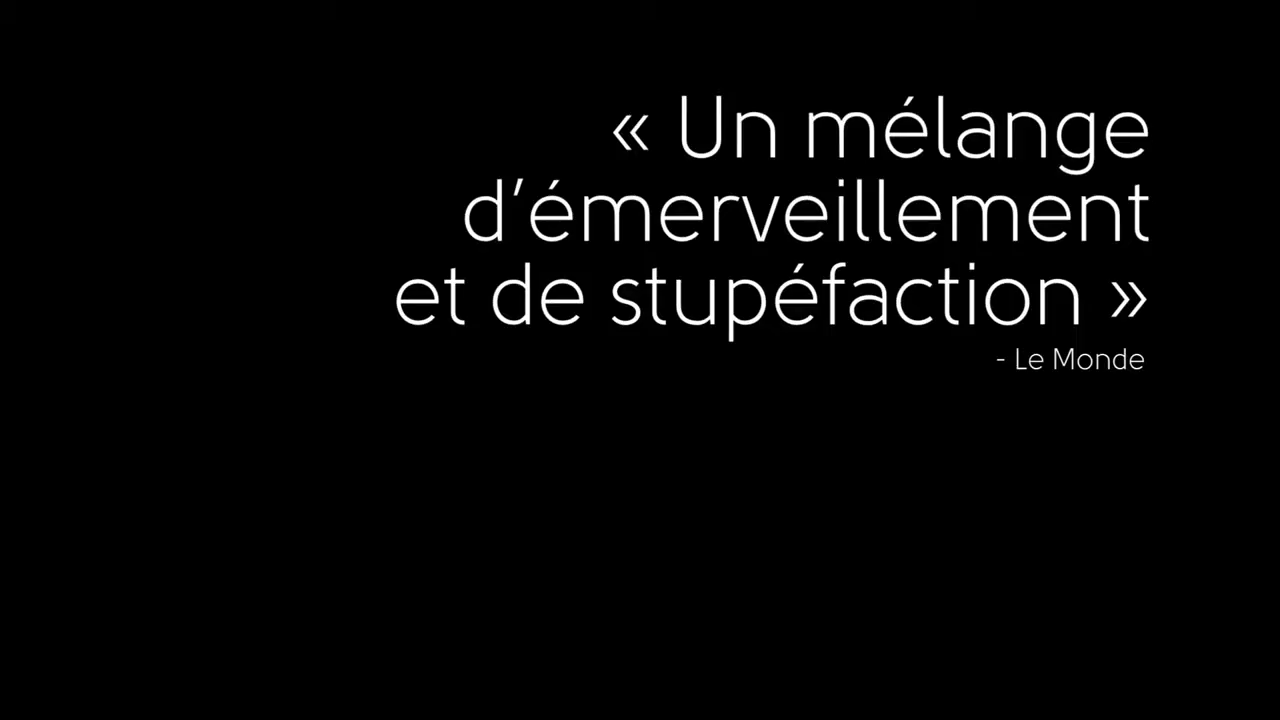 « Un mélange
d’émerveillement
et de stupéfaction »
- Le Monde